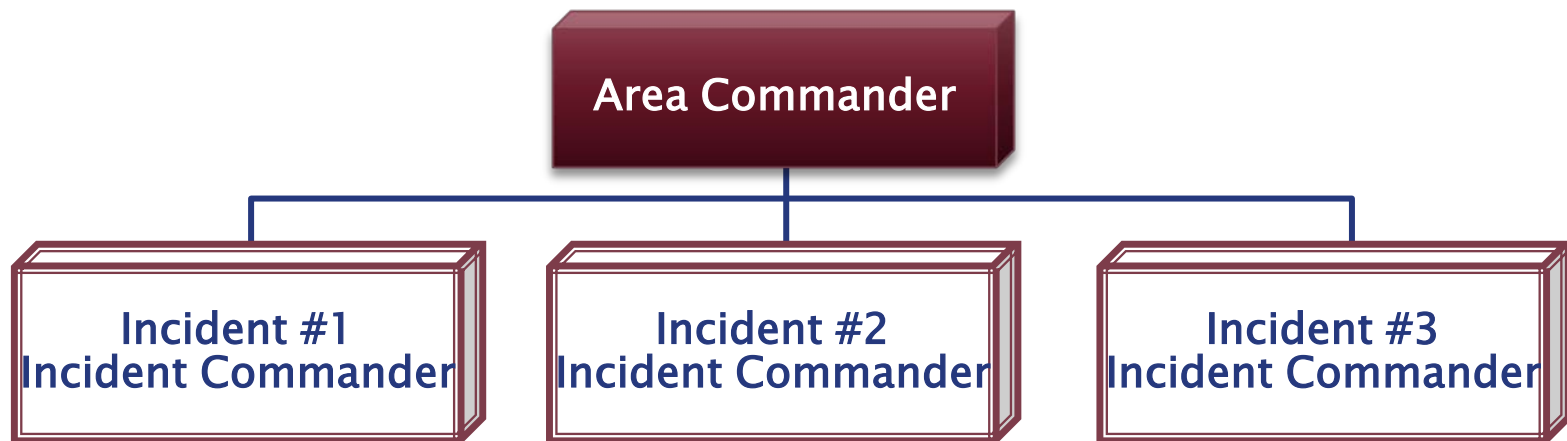 Area Commander
Incident #1
Incident Commander
Incident #2
Incident Commander
Incident #3
Incident Commander